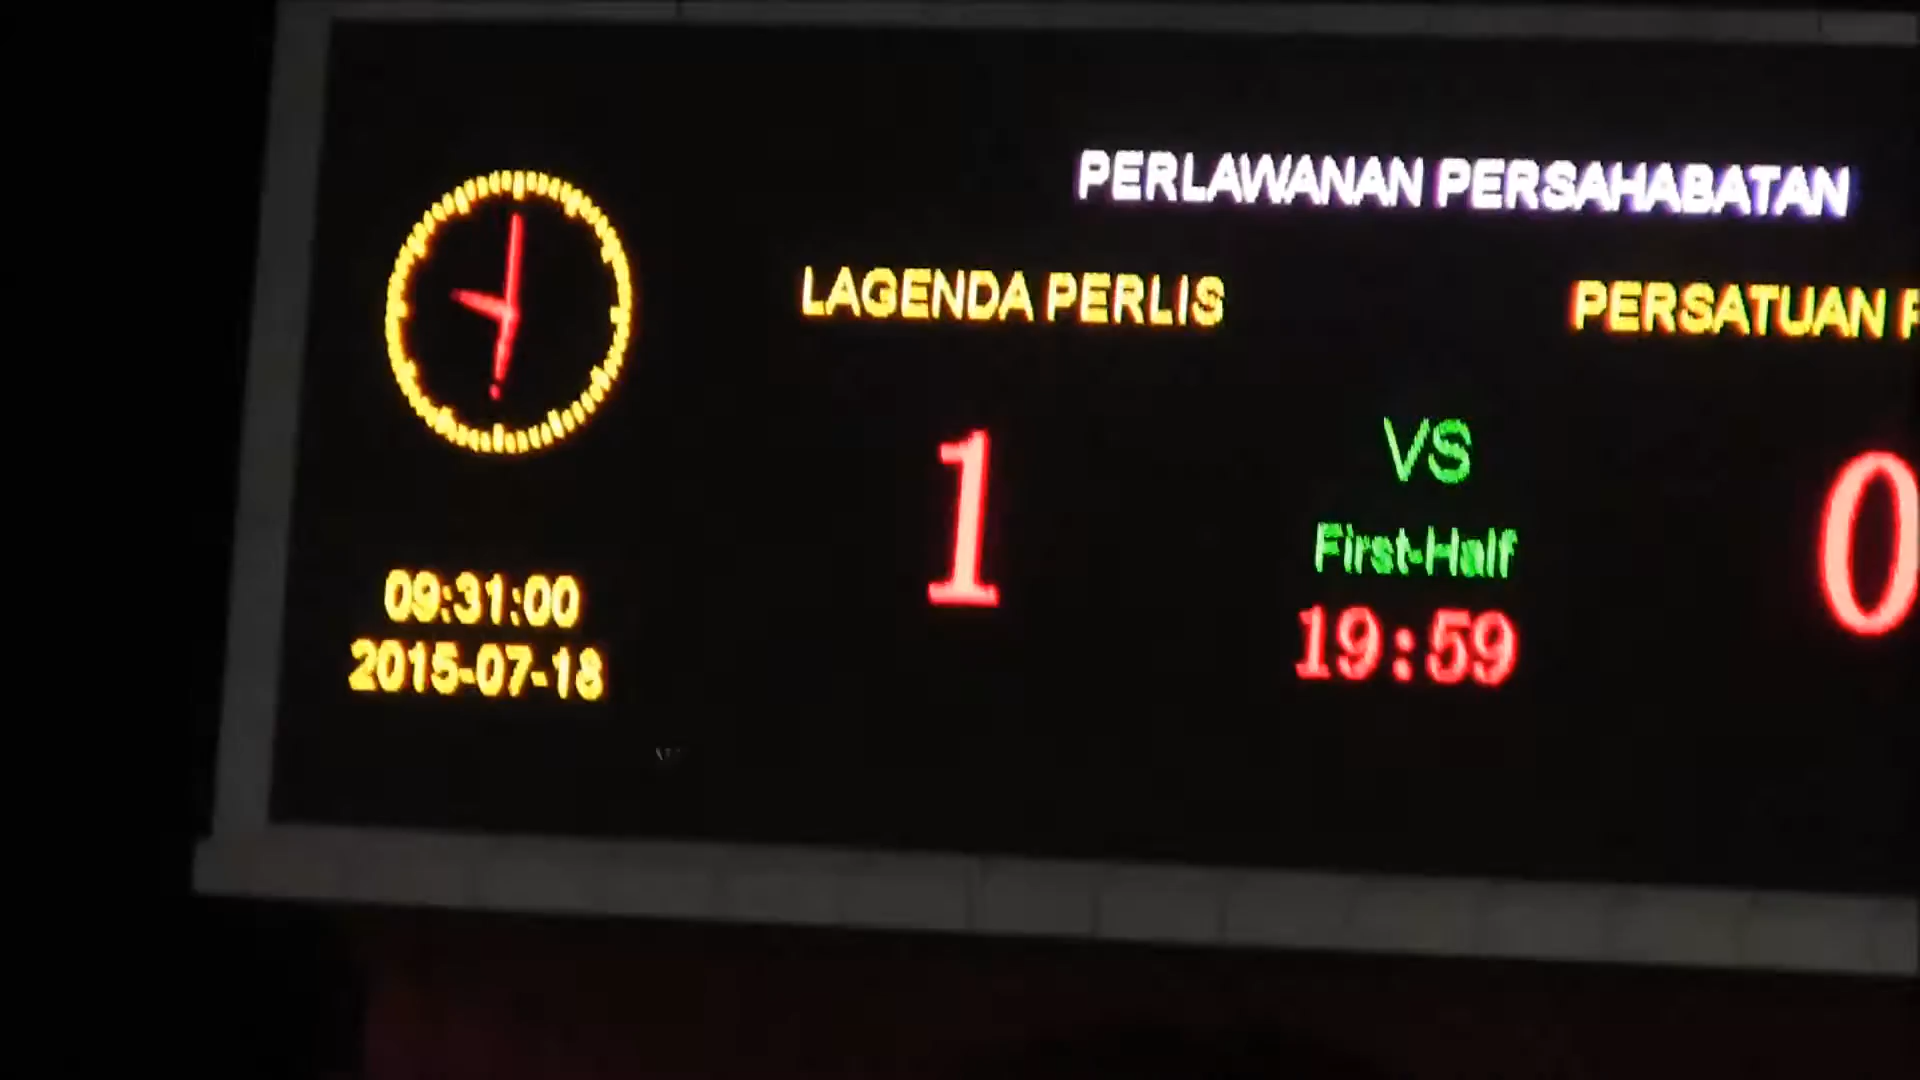 PERLAWANAN PERSAHABATAN
LAGENDA PERLIS
PERSATUAN
1
VS
0
First-Half
19:59
09:31:00
2015-07-18